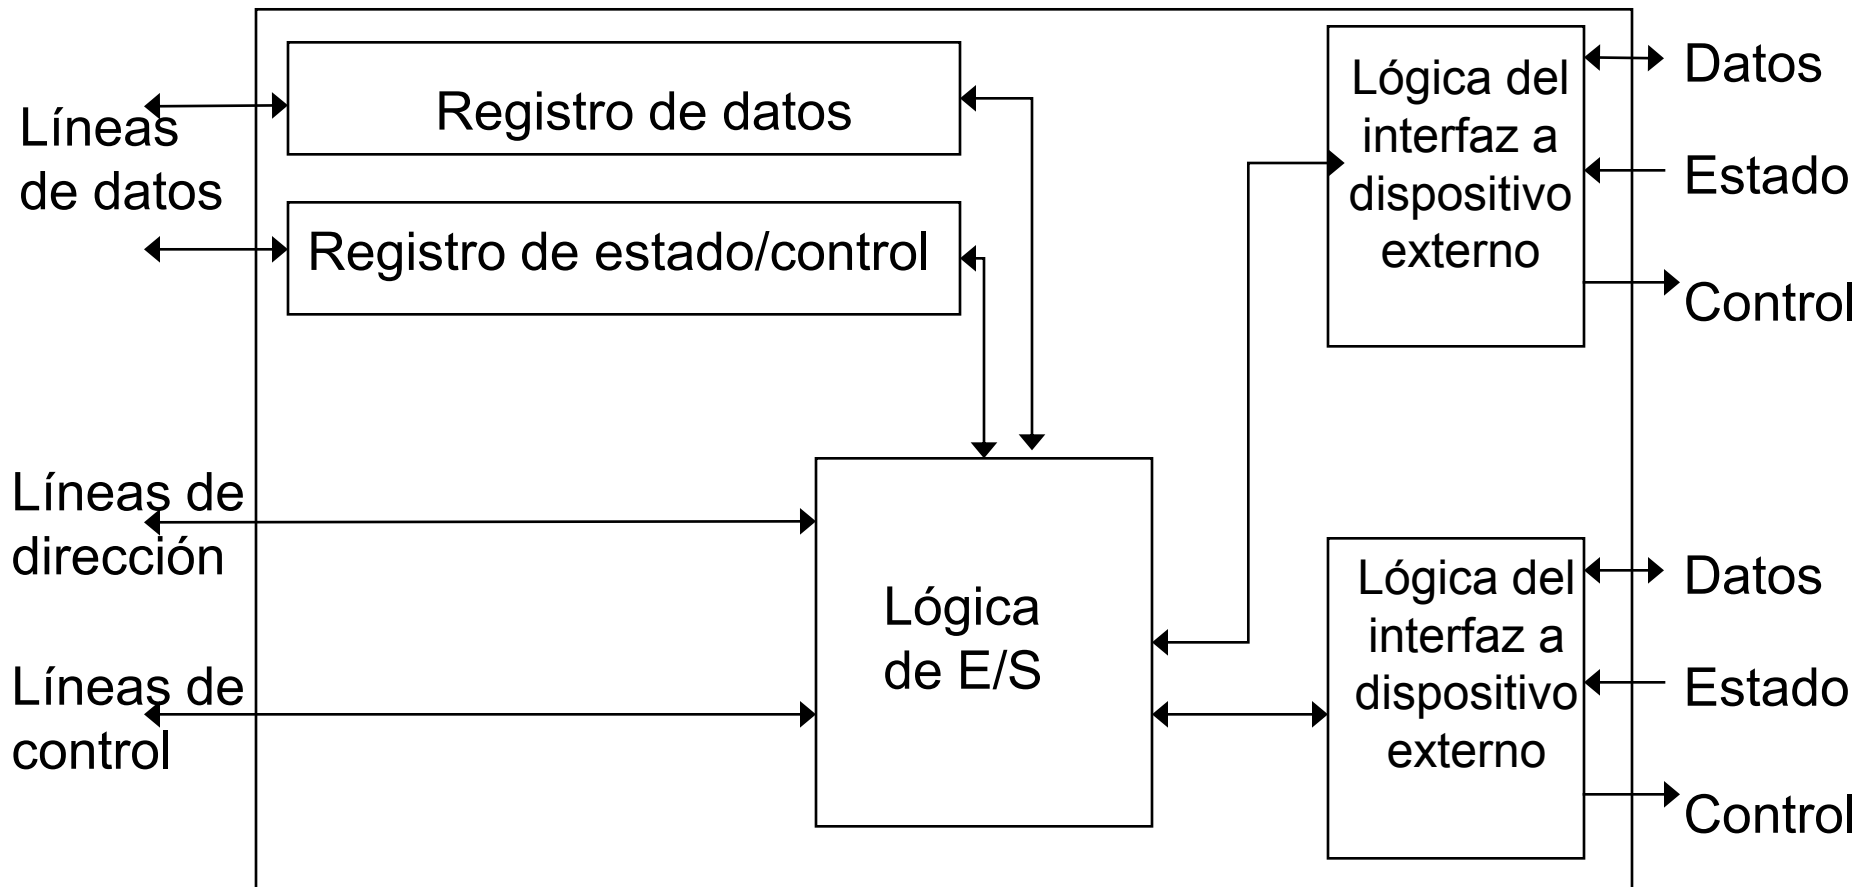 Líneas
de datos
Registro de datos
Registro de estado/control
Lógica del
interfaz a
dispositivo
externo
Datos
Estado
Control
Líneas de
dirección
Líneas de
control
Lógica
de E/S
Lógica del
interfaz a
dispositivo
externo
Datos
Estado
Control